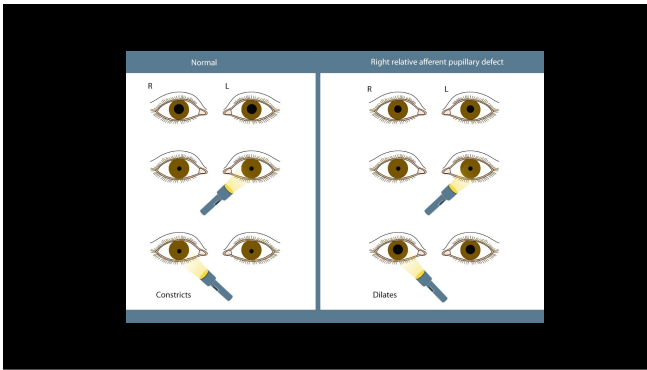 Normal
Right relative afferent pupillary defect
R L
R L
Constricts
Dilates